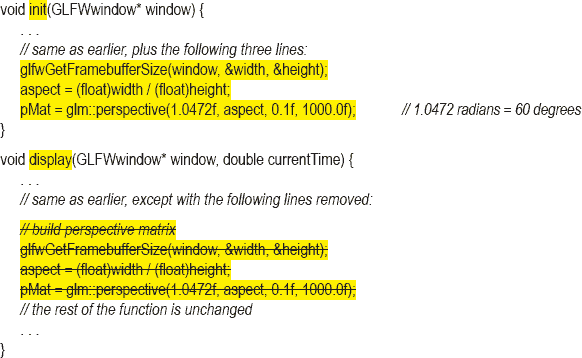 void init(GLFWwindow* window) {
. . .
// same as earlier, plus the following three lines:
glfwGetFramebufferSize(window, &width, &height);
aspect = (float)width / (float)height;
pMat = glm::perspective(1.0472f, aspect, 0.1f, 1000.0f); // 1.0472 radians = 60 degrees
}
void display(GLFWwindow* window, double currentTime) {
. . .
// same as earlier, except with the following lines removed:
// build perspective matrix
glfwGetFramebufferSize(window, &width, &height);
aspect = (float)width / (float)height;
pMat = glm::perspective(1.0472f, aspect, 0.1f, 1000.0f);
// the rest of the function is unchanged
. . .
}